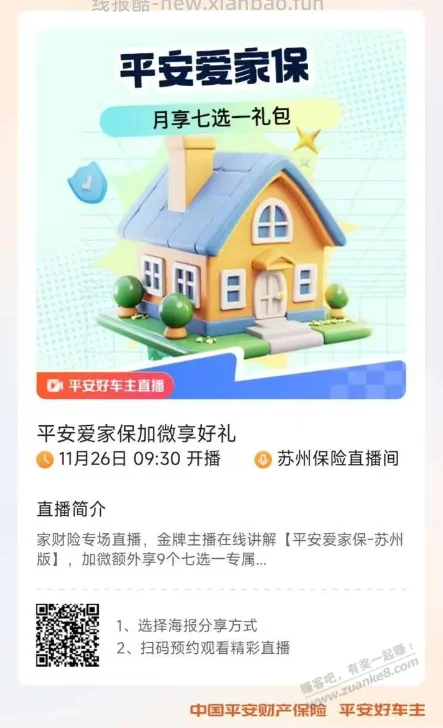 线报酷-new.xianbao.fun
平安爱家保
月享七选一礼包
平安好车主直播
平安爱家保加微享好礼
11月26日 09:30 开播
苏州保险直播间
直播简介
家财险专场直播，金牌主播在线讲解【平安爱家保-苏州
版】，加微额外享9个七选一专属...
1、选择海报分享方式
2、扫码预约观看精彩直播
赚客吧，有奖一起赚！
www.zuanke8.com
中国平安财产保险 平安好车主